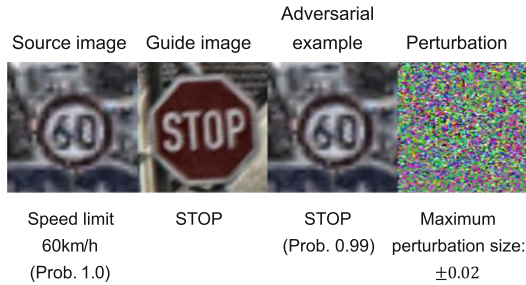 Source image
Guide image
Adversarial
example
Perturbation
60
STOP
60
Speed limit
60km/h
(Prob. 1.0)
STOP
STOP
(Prob. 0.99)
Maximum
perturbation size:
±0.02